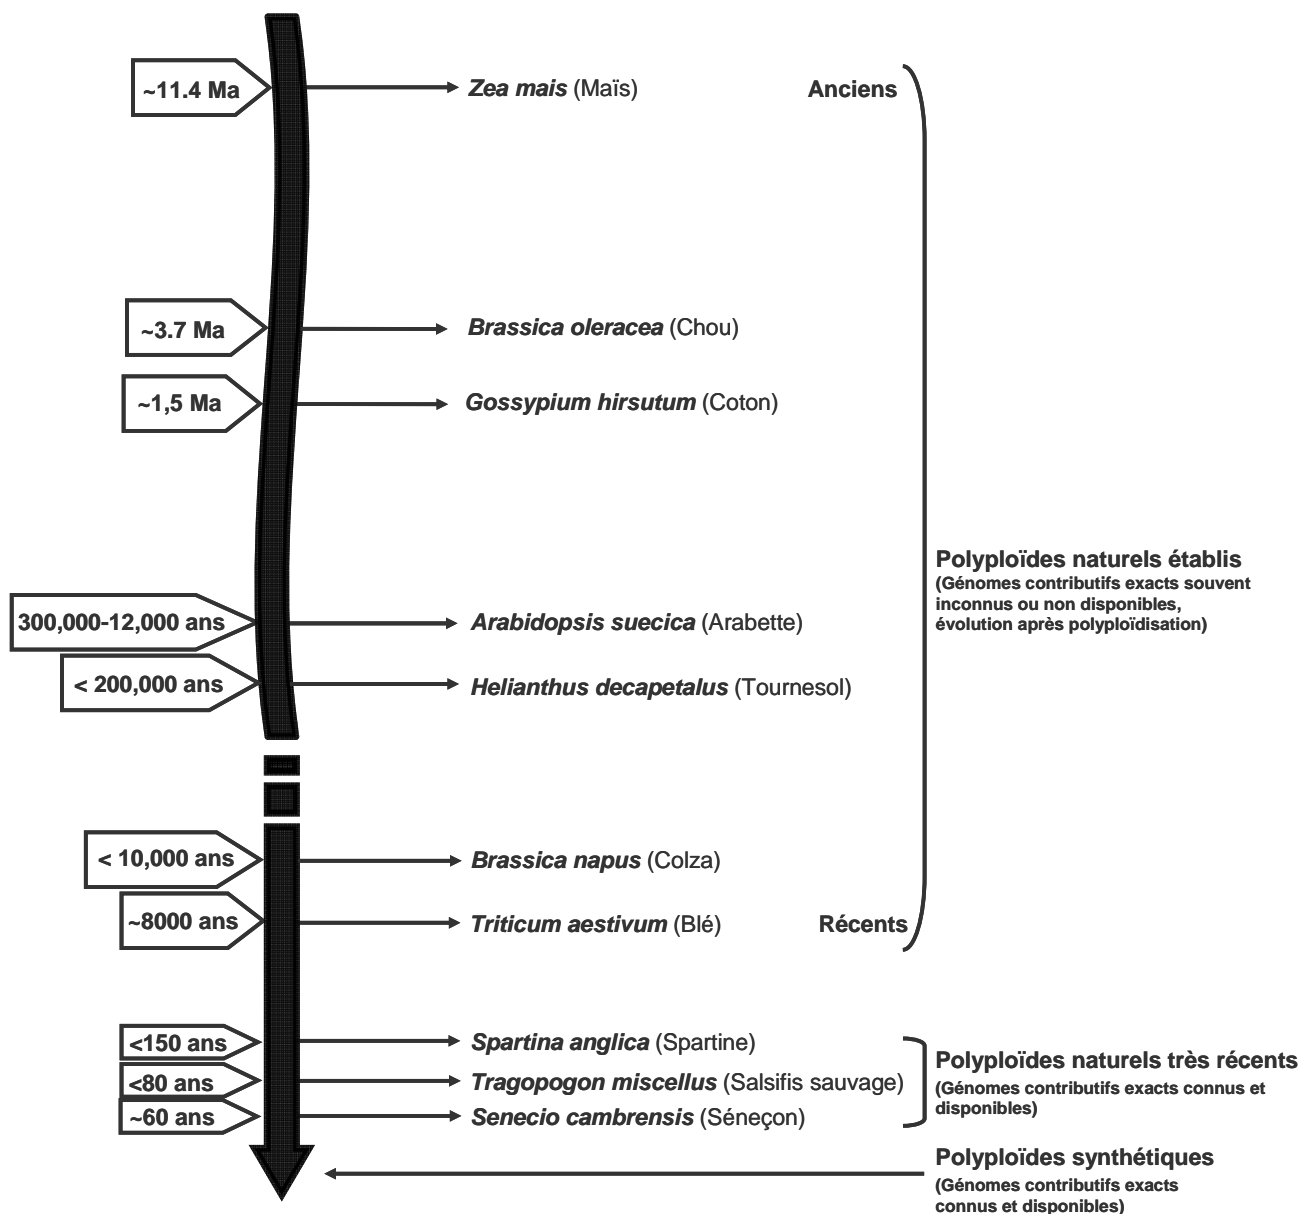 ~11.4 Ma
Zea mais (Maïs)
Anciens
~3.7 Ma
Brassica oleracea (Chou)
~1,5 Ma
Gossypium hirsutum (Coton)
Polyploïdes naturels établis
(Génomes contributifs exacts souvent
inconnus ou non disponibles,
évolution après polyploïdisation)
300,000-12,000 ans
Arabidopsis suecica (Arabette)
< 200,000 ans
Helianthus decapetalus (Tournesol)
< 10,000 ans
Brassica napus (Colza)
~8000 ans
Triticum aestivum (Blé)
Récents
<150 ans
Spartina anglica (Spartine)
<80 ans
Tragopogon miscellus (Salsifis sauvage)
~60 ans
Senecio cambrensis (Séneçon)
Polyploïdes naturels très récents
(Génomes contributifs exacts connus et
disponibles)
Polyploïdes synthétiques
(Génomes contributifs exacts
connus et disponibles)